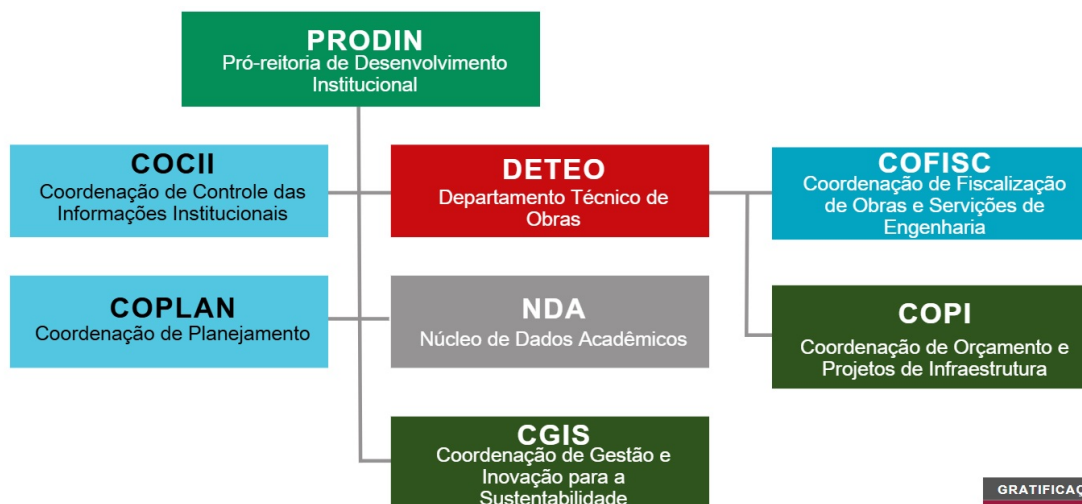 PRODIN
Pró-reitoria de Desenvolvimento
Institucional
COCII
Coordenação de Controle das
Informações Institucionais
DETEO
Departamento Técnico de
Obras
COFISC
Coordenação de Fiscalização
de Obras e Servições de
Engenharia
COPLAN
Coordenação de Planejamento
NDA
Núcleo de Dados Acadêmicos
COPI
Coordenação de Orçamento e
Projetos de Infraestrutura
CGIS
Coordenação de Gestão e
Inovação para a
Sustentabilidade